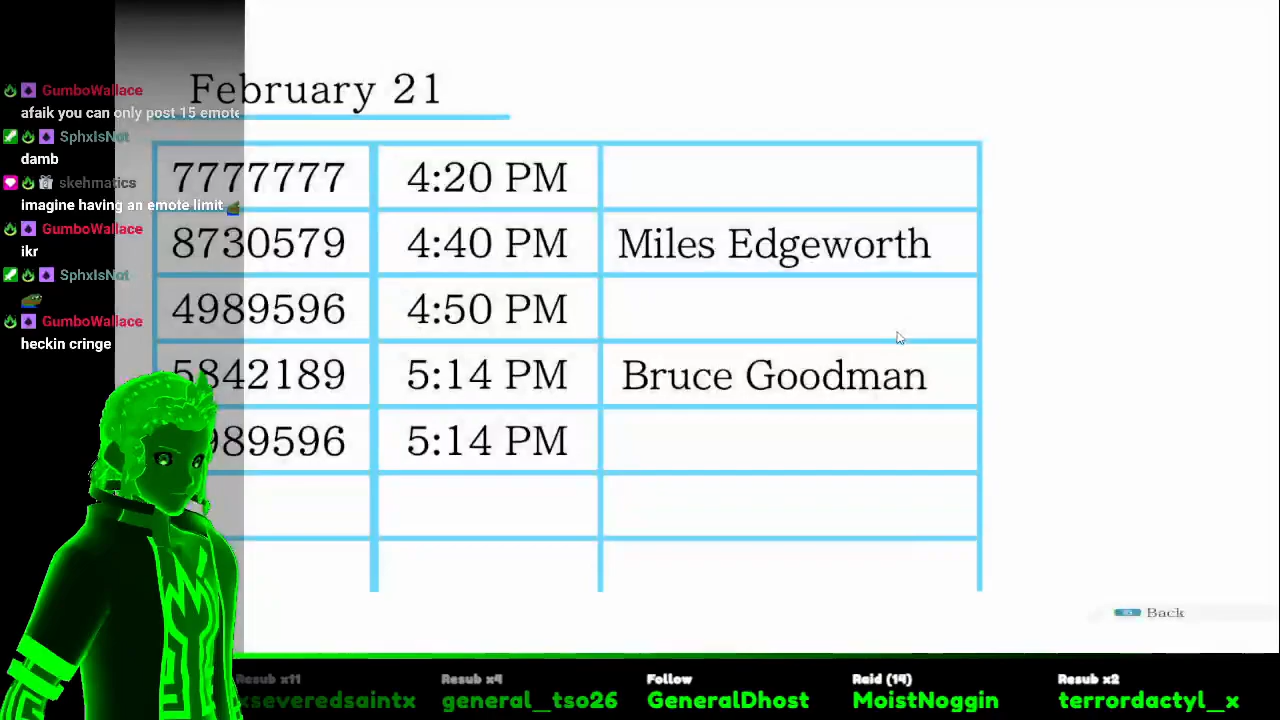 GumboWallace
afaik you can only post 15 emote
SphxIsNot
damb
skehmatics
imagine having an emote limit
GumboWallace
ikr
SphxIsNot
GumboWallace
heckin cringe
February 21
7777777 4:20 PM
8730579 4:40 PM Miles Edgeworth
4989596 4:50 PM
5842189 5:14 PM Bruce Goodman
989596 5:14 PM
Back
Resub x11
xseveredsaintx
Resub x4
general_tso26
Follow
GeneralDhost
Raid (14)
MoistNoggin
Resub x2
terrordactyl_x